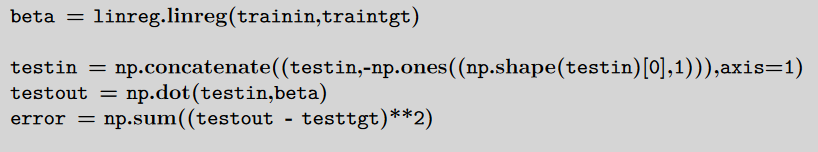 beta = linreg.linreg(trainin,traintgt)
testin = np.concatenate((testin,-np.ones((np.shape(testin)[0],1))),axis=1)
testout = np.dot(testin,beta)
error = np.sum((testout - testtgt)**2)